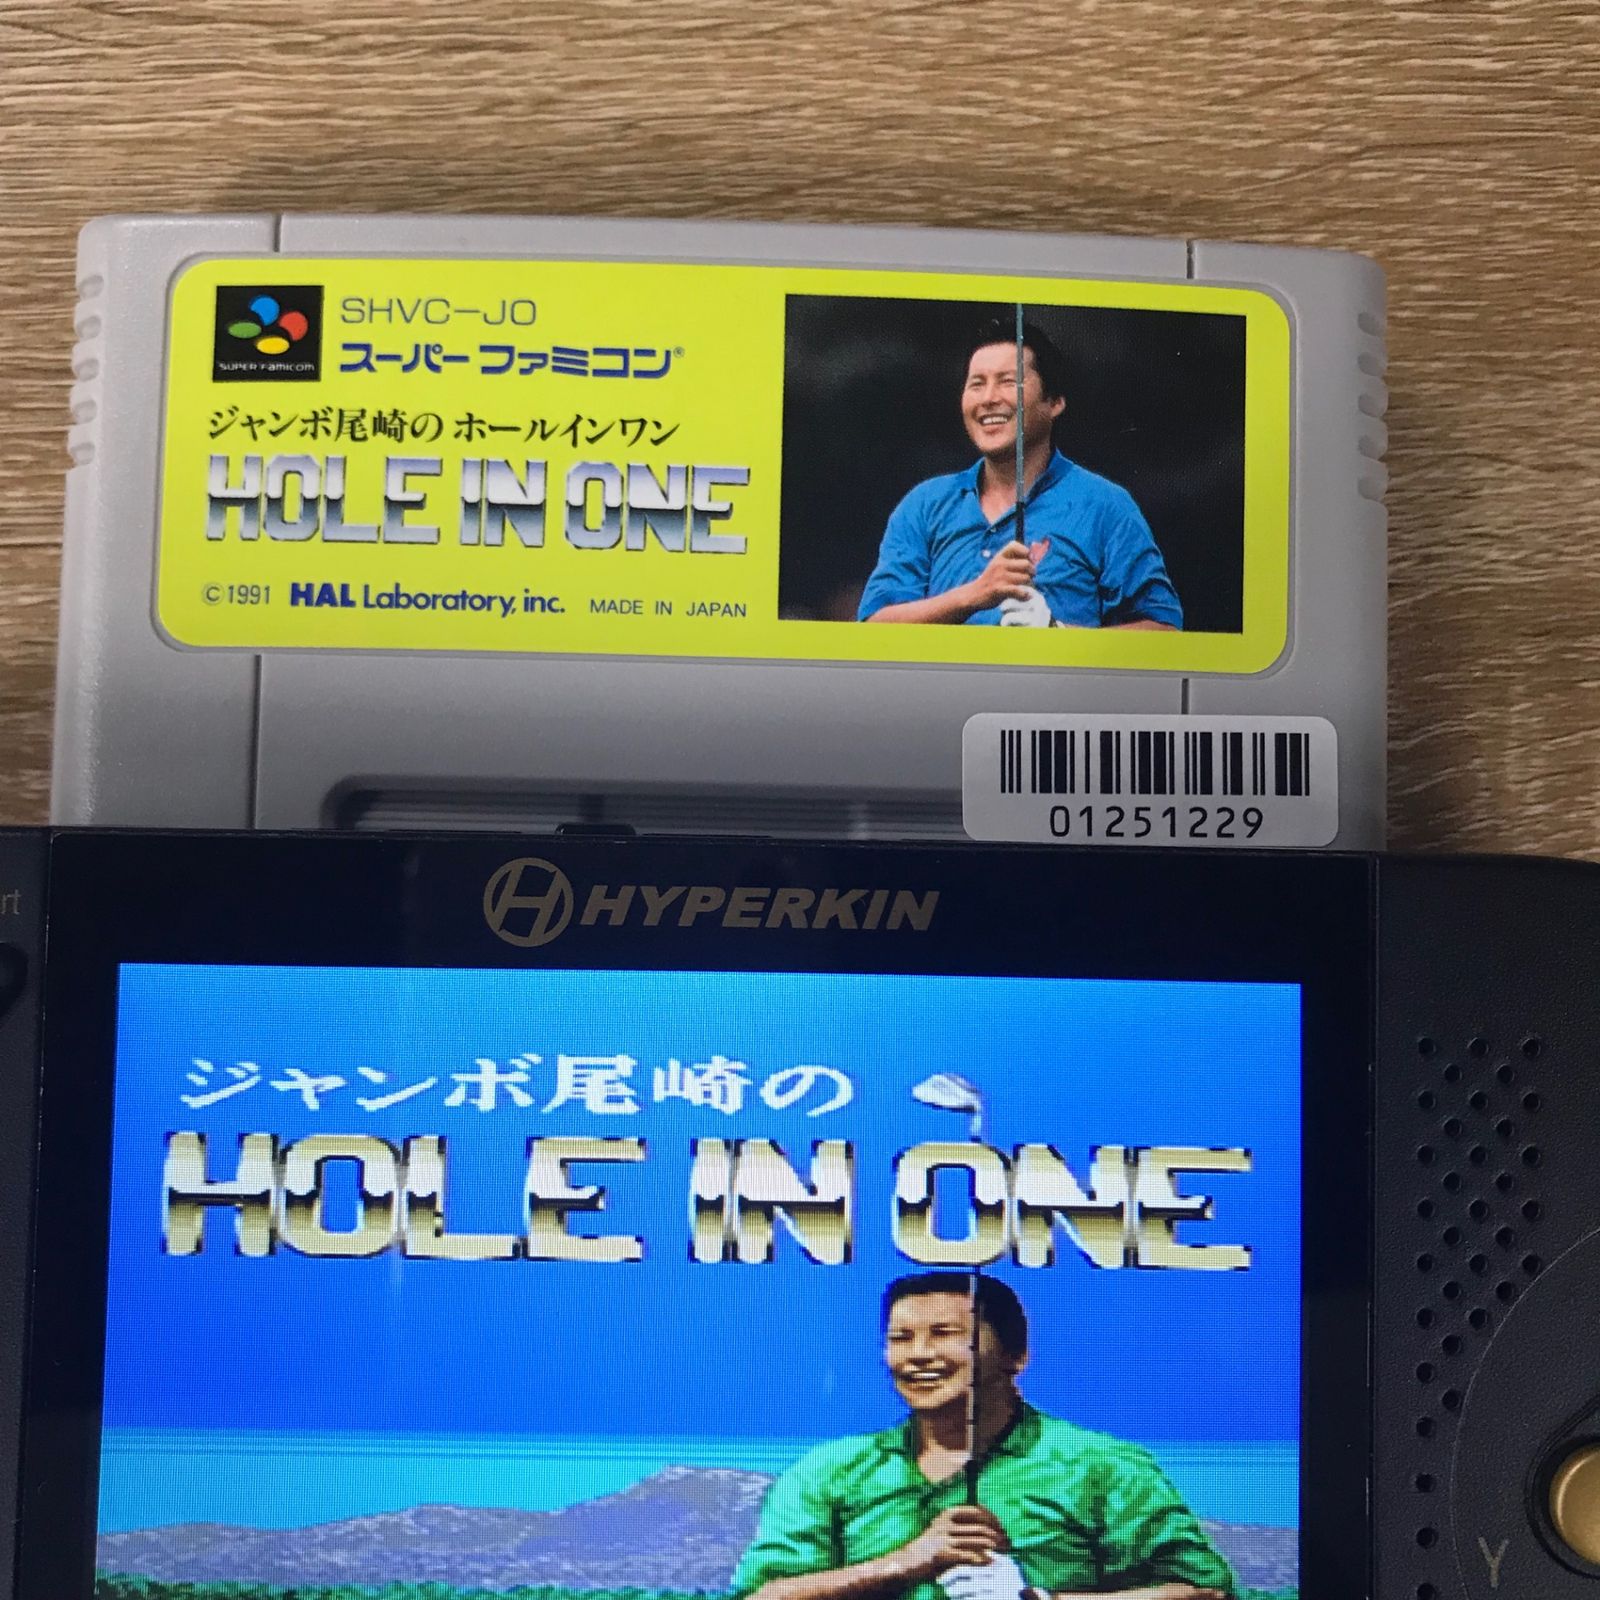 SUPER FAMICOM
SHVC-JO
スーパーファミコン®
ジャンボ尾崎の ホールインワン
HOLE IN ONE
©1991 HAL Laboratory, inc. MADE IN JAPAN
01251229
rt
HYPERKIN
ジャンボ尾崎の
HOLE IN ONE
Y